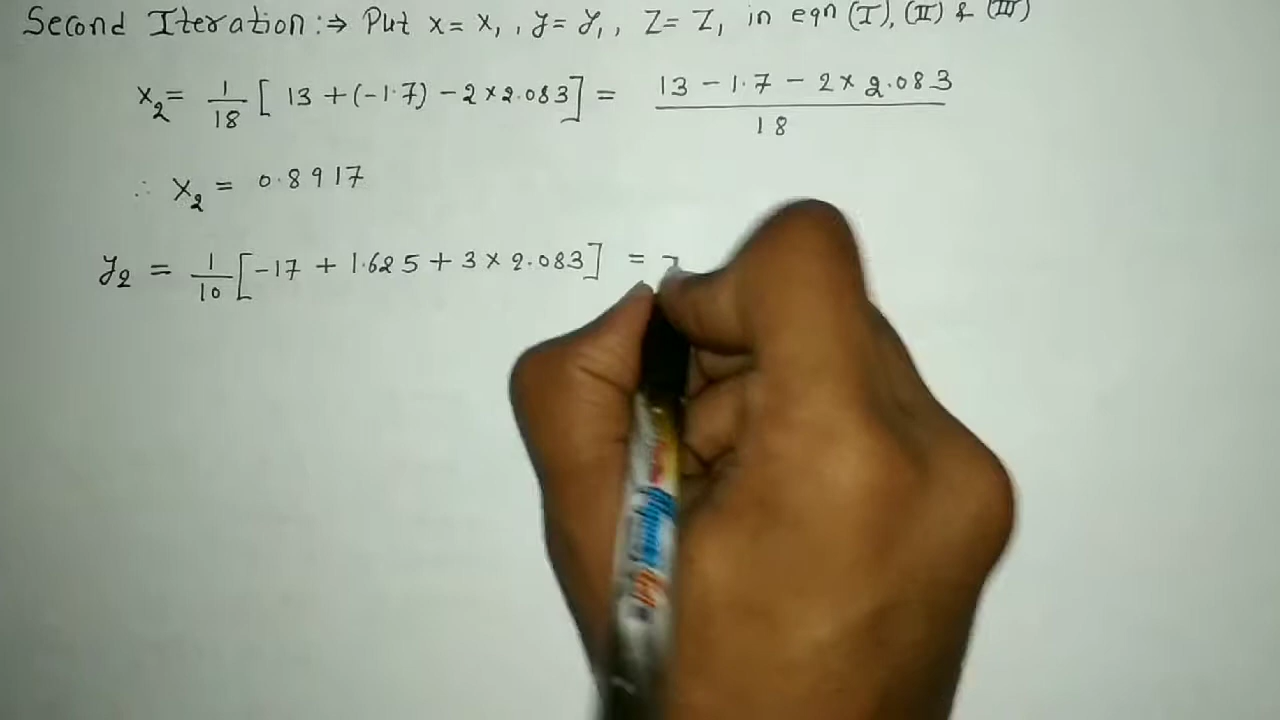 Second Iteration :⇒ Put x = x₁, y = y₁, z = z₁ in eqn (I), (II) & (III)
x₂ = 1/18 [ 13 + (-1.7) - 2 × 2.083 ] = 13 - 1.7 - 2 × 2.083 / 18
∴ x₂ = 0.8917
y₂ = 1/10 [ -17 + 1.625 + 3 × 2.083 ] =